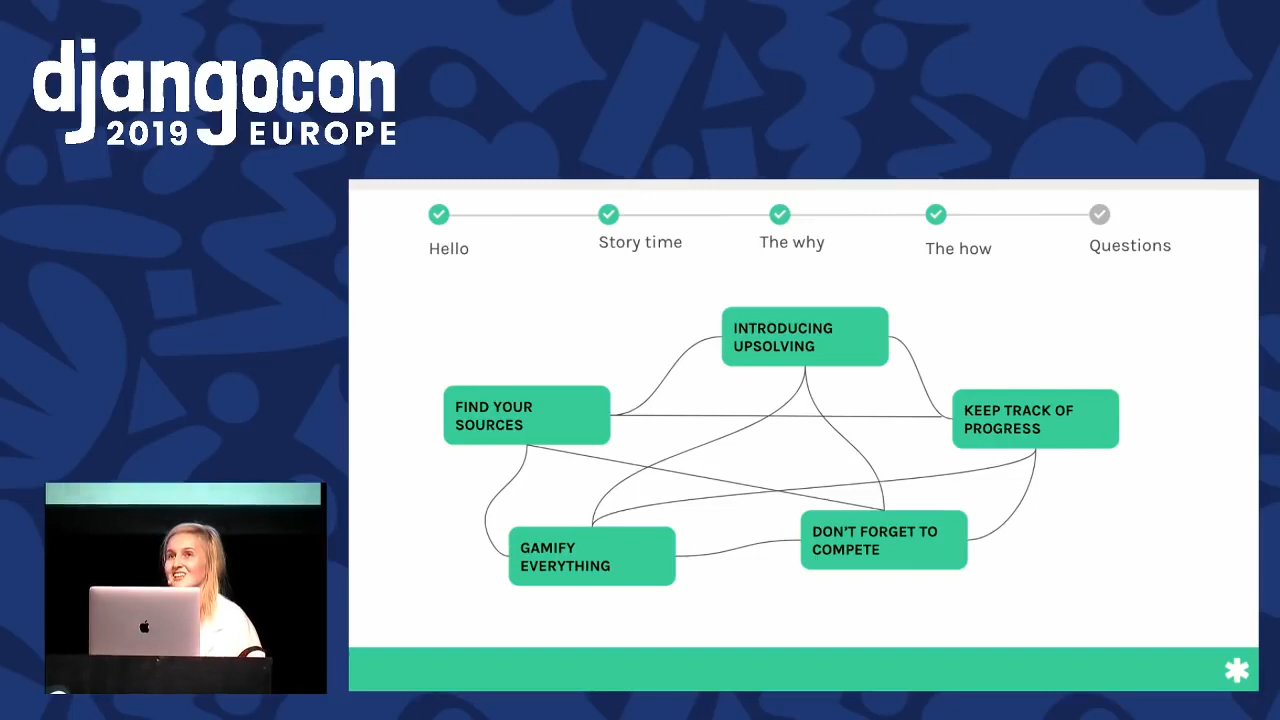 djangocon
2019 EUROPE
Hello
Story time
The why
The how
Questions
INTRODUCING
UPSOLVING
FIND YOUR
SOURCES
KEEP TRACK OF
PROGRESS
GAMIFY
EVERYTHING
DON'T FORGET TO
COMPETE